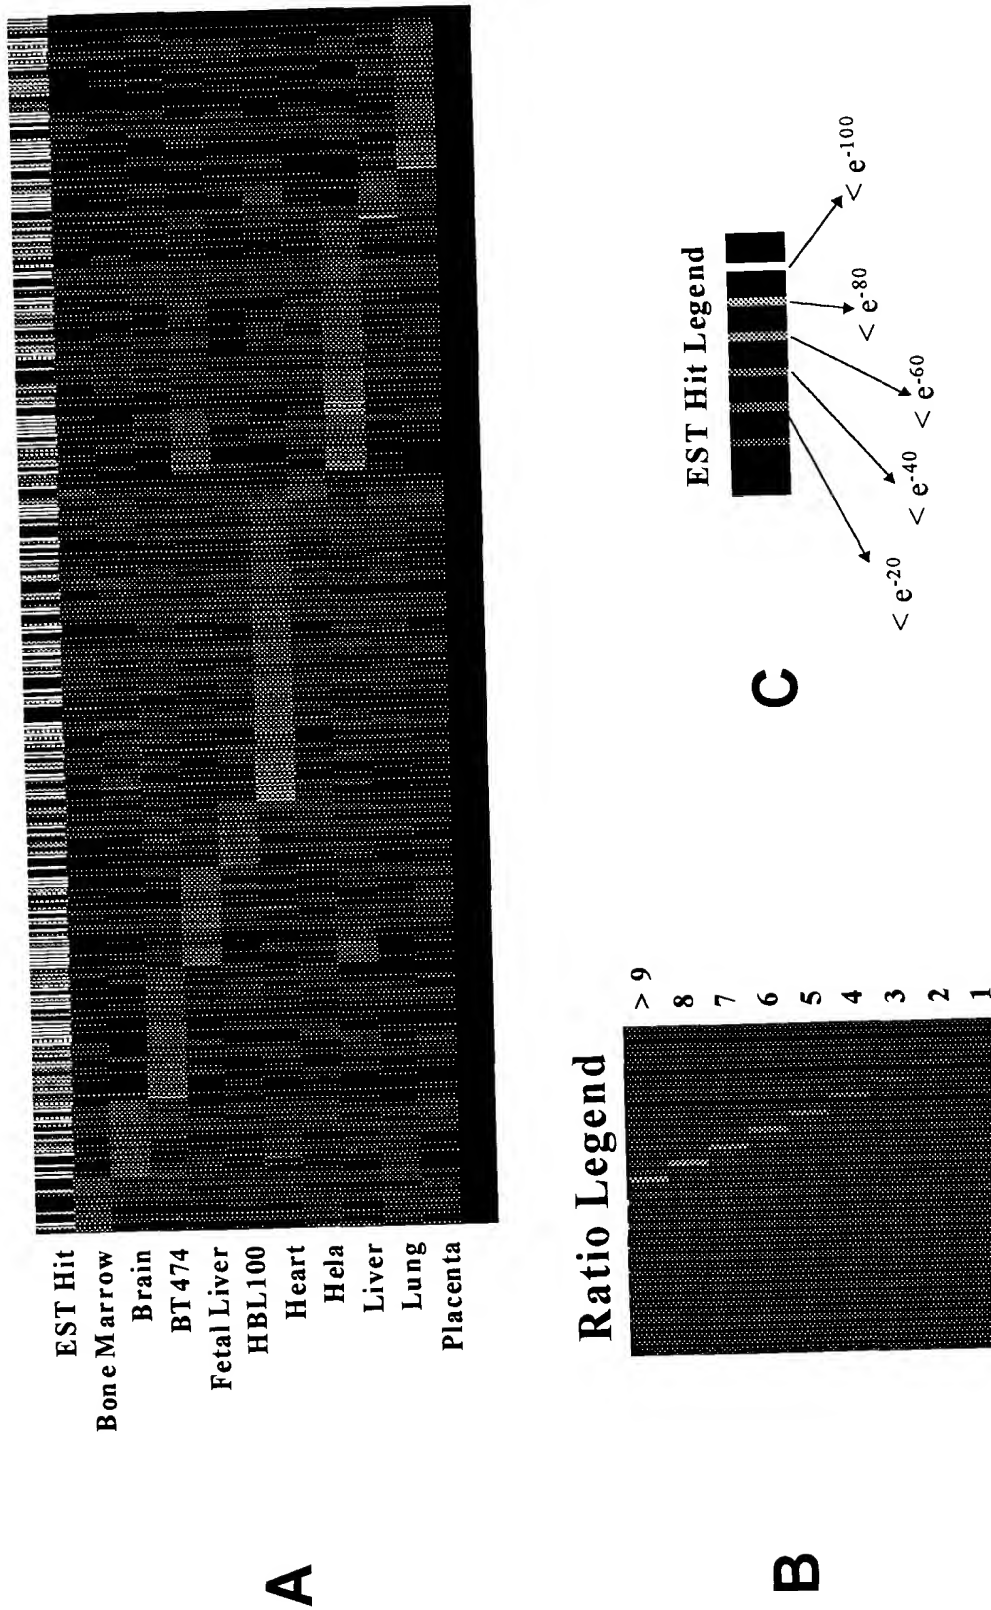 A
EST Hit
Bone Marrow
Brain
BT474
Fetal Liver
HBL100
Heart
Hela
Liver
Lung
Placenta
B
Ratio Legend
> 9
8
7
6
5
4
3
2
1
C
EST Hit Legend
< e-20
< e-40
< e-60
< e-80
< e-100